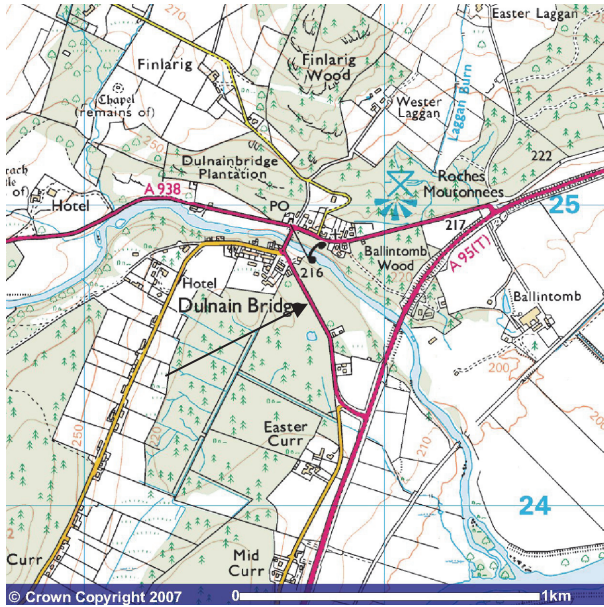 270
Easter Laggan
Finlarig
Finlarig
Wood
Chapel
(remains of)
250
Wester
Laggan
Laggan Burn
Dulnainbridge
Plantation
222
Roches
Moutonnees
A 938
Hotel
PO
217
25
216
Ballintomb
Wood
A 95(T)
Hotel
Dulnain Bridge
Ballintomb
200
250
220
Easter
Curr
210
200
24
Curr
Mid
Curr
© Crown Copyright 2007 0 1km